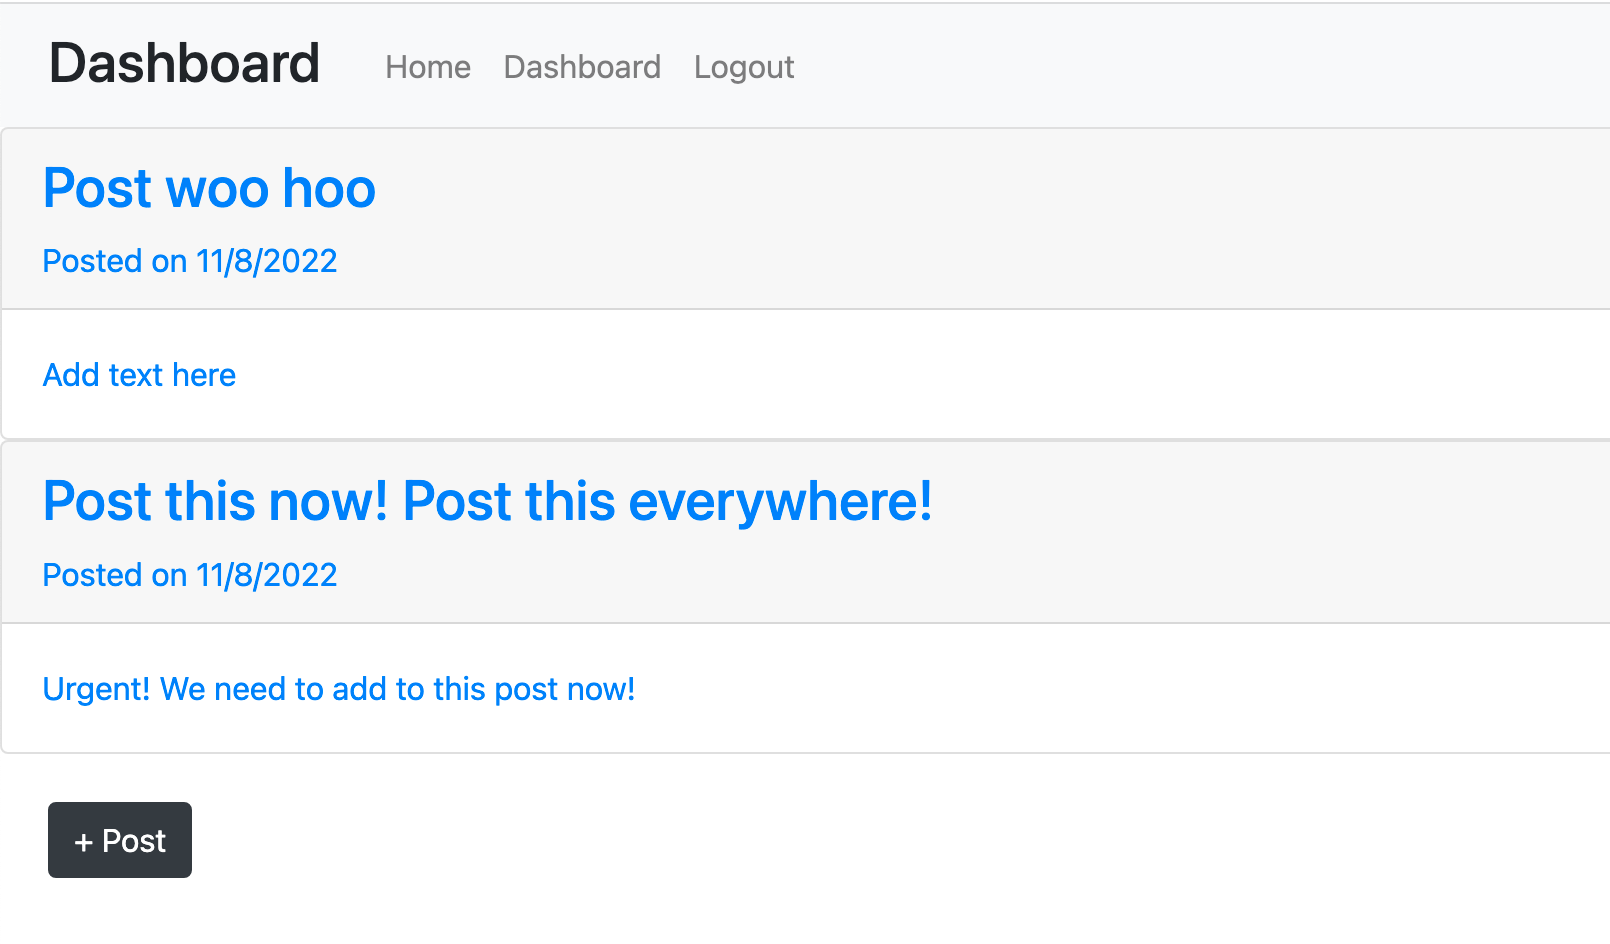 Dashboard Home Dashboard Logout
Post woo hoo
Posted on 11/8/2022
Add text here
Post this now! Post this everywhere!
Posted on 11/8/2022
Urgent! We need to add to this post now!
+ Post